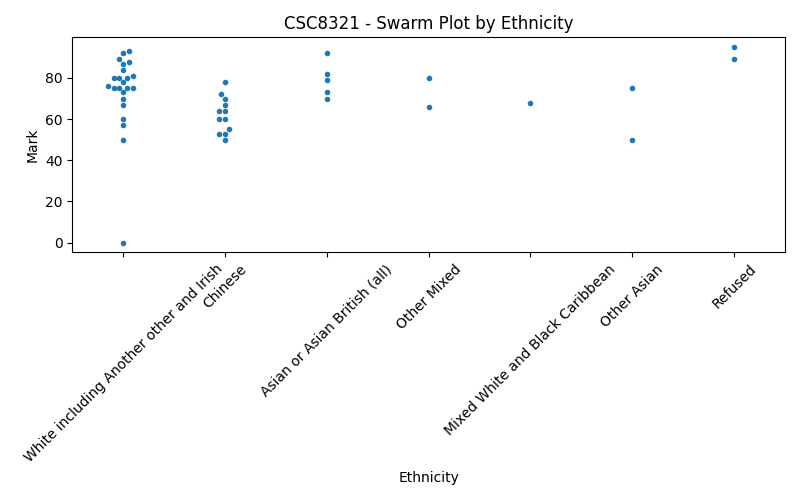 CSC8321 - Swarm Plot by Ethnicity
Mark
80
60
40
20
0
White including Another other and Irish
Chinese
Asian or Asian British (all)
Other Mixed
Mixed White and Black Caribbean
Other Asian
Refused
Ethnicity